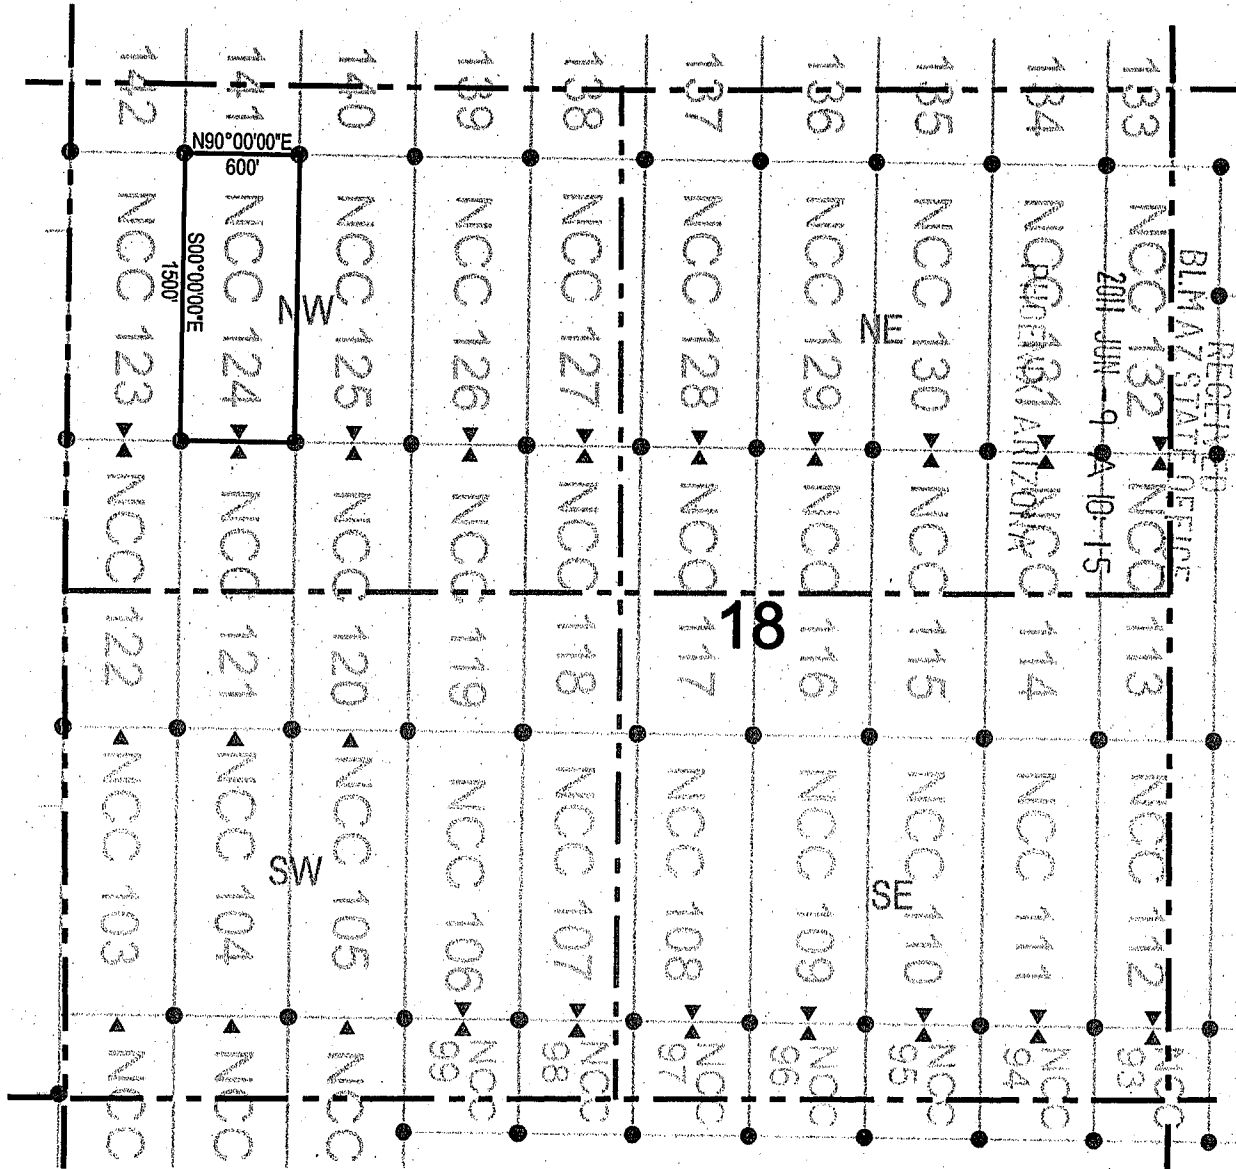 142
141
140
139
138
137
136
135
134
133
N90°00'00"E
600'
S00°00'00"E
1500'
NCC 123
NCC 124
NCC 125
NCC 126
NCC 127
NCC 128
NCC 129
NCC 130
NCC 131
NCC 132
NW
NE
RECEIVED
BLM AZ STATE OFFICE
2011 JUN -9 A 10:15
PHOENIX, ARIZONA
NCC 122
NCC 121
NCC 120
NCC 119
NCC 118
NCC 117
NCC 116
NCC 115
NCC 114
NCC 113
18
NCC 103
NCC 104
NCC 105
NCC 106
NCC 107
NCC 108
NCC 109
NCC 110
NCC 111
NCC 112
SW
SE
NCC
NCC
NCC
NCC
99
NCC
98
NCC
97
NCC
96
NCC
95
NCC
94
NCC
93